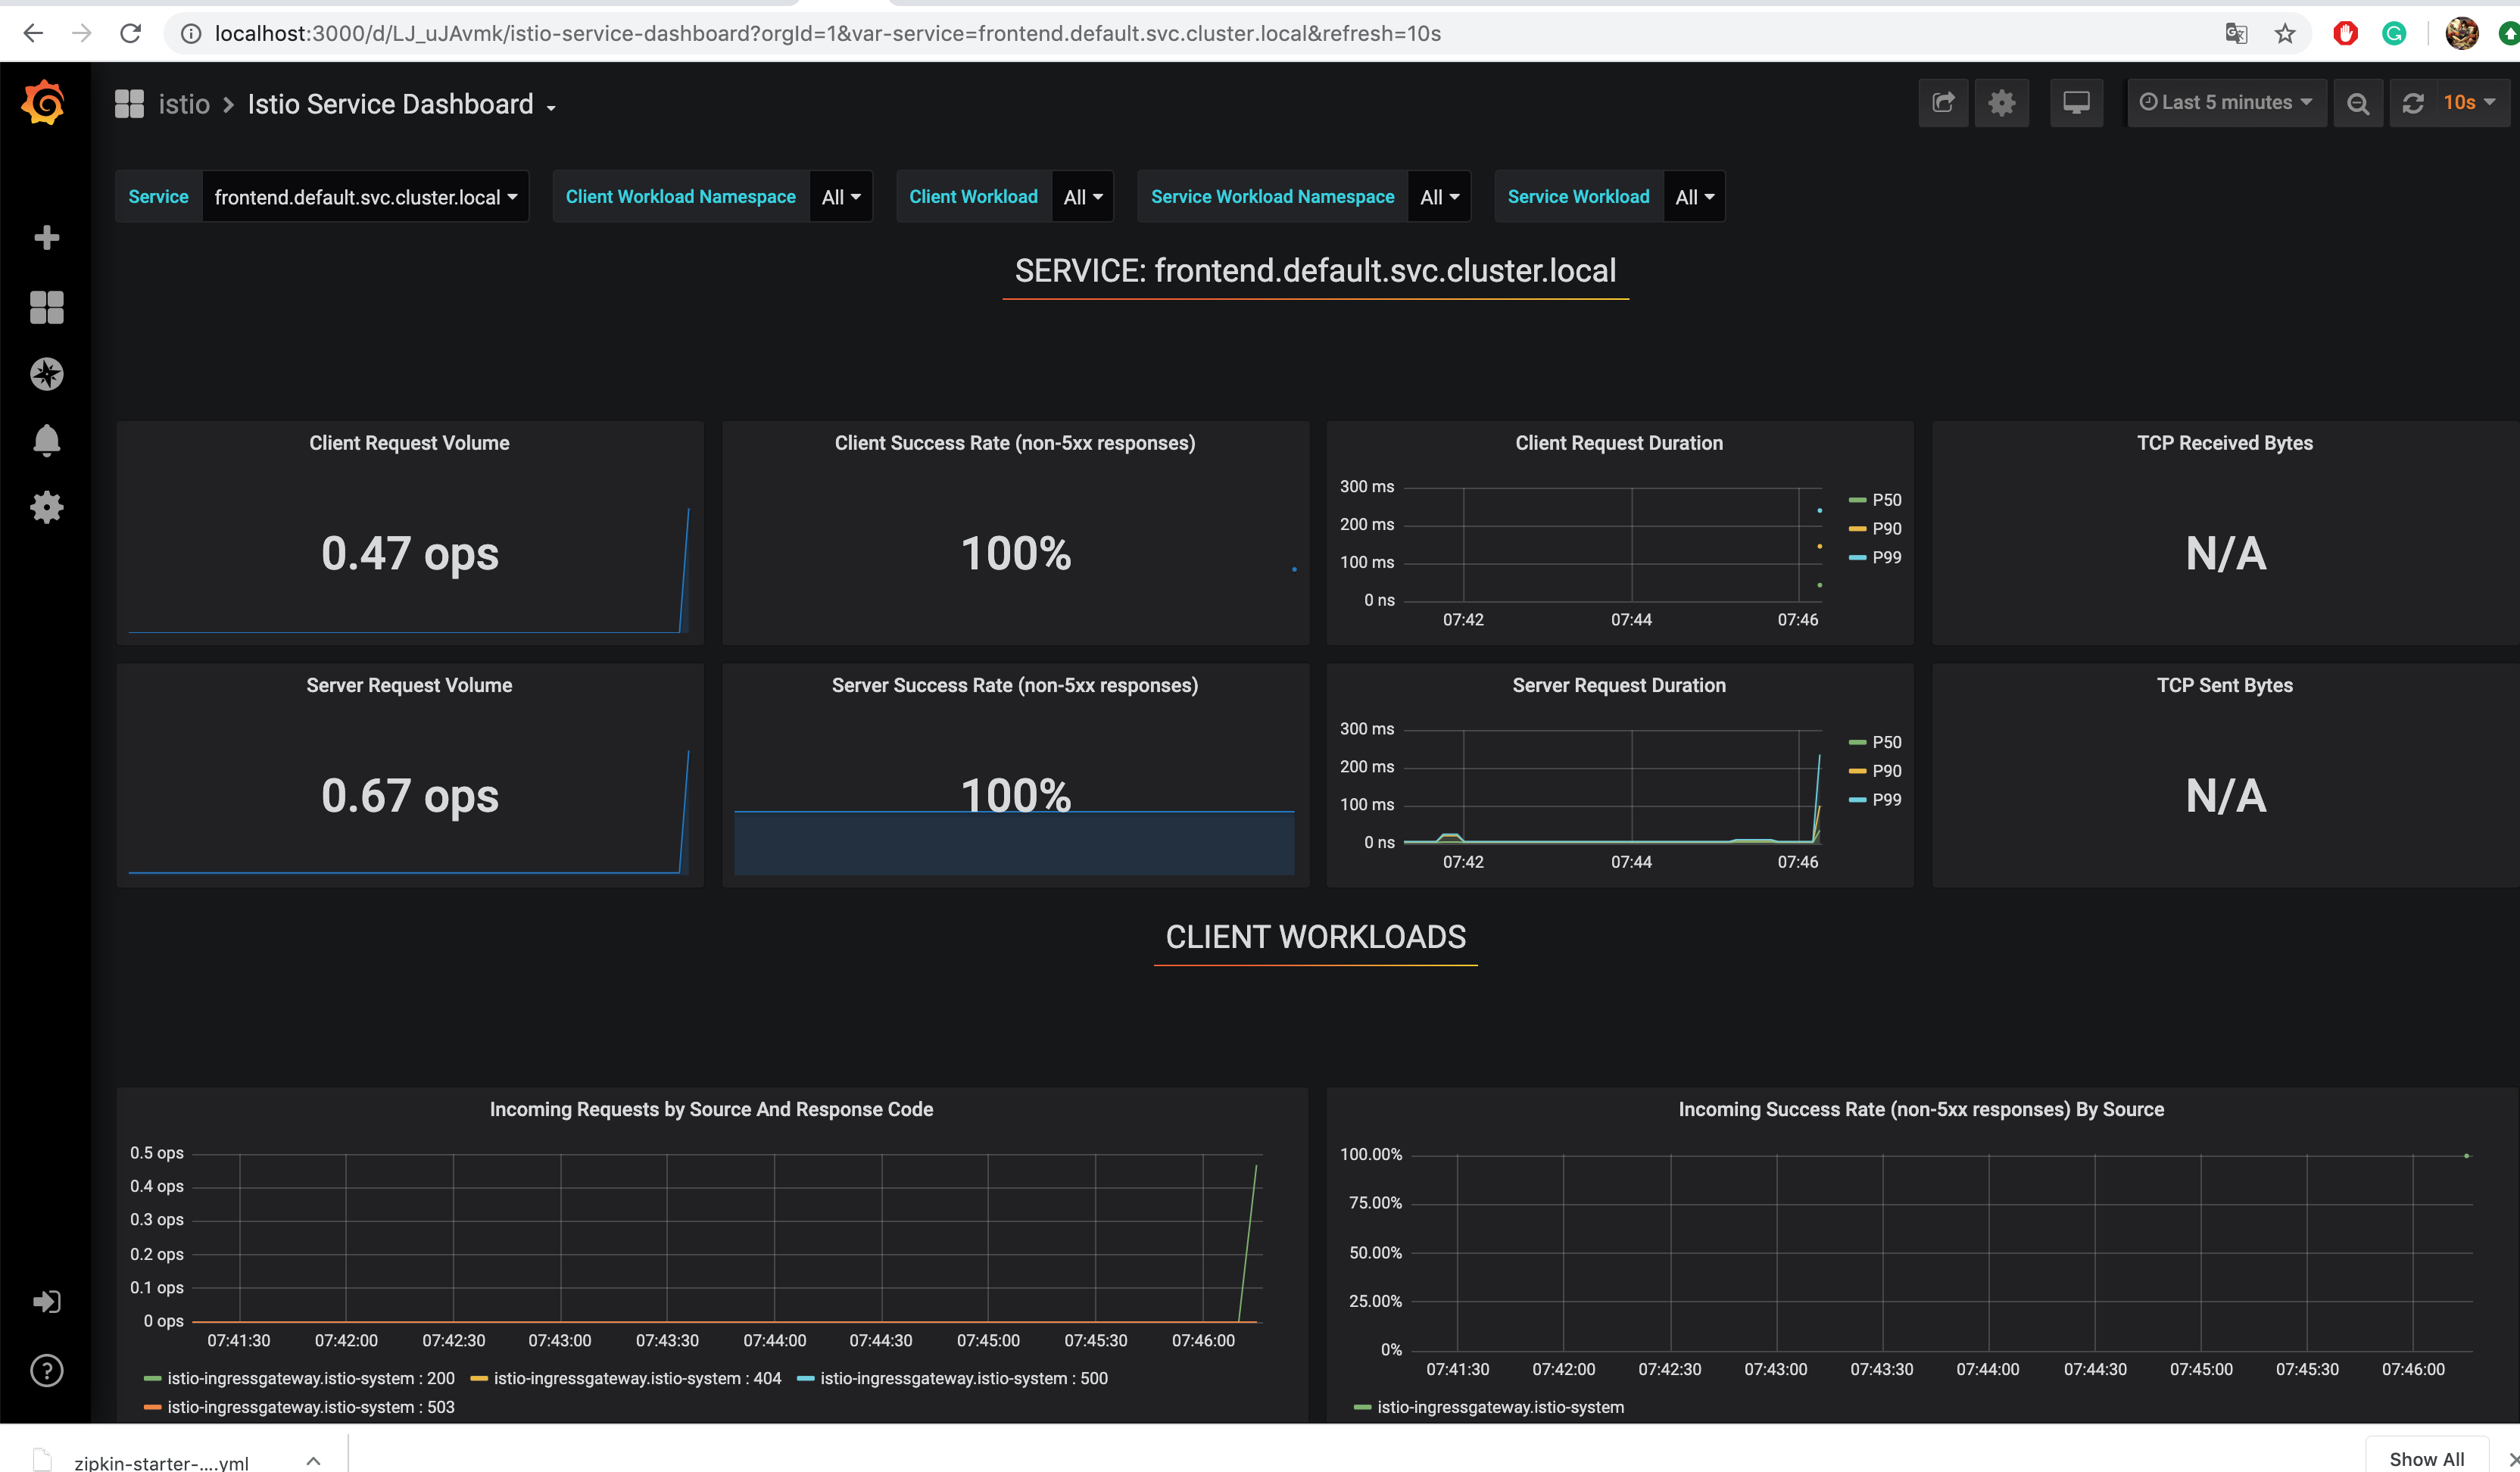 localhost:3000/d/LJ_uJAvmk/istio-service-dashboard?orgId=1&var-service=frontend.default.svc.cluster.local&refresh=10s
istio > Istio Service Dashboard
Last 5 minutes
10s
Service frontend.default.svc.cluster.local
Client Workload Namespace All
Client Workload All
Service Workload Namespace All
Service Workload All
SERVICE: frontend.default.svc.cluster.local
Client Request Volume
0.47 ops
Client Success Rate (non-5xx responses)
100%
Client Request Duration
300 ms
200 ms
100 ms
0 ns
07:42 07:44 07:46
P50
P90
P99
TCP Received Bytes
N/A
Server Request Volume
0.67 ops
Server Success Rate (non-5xx responses)
100%
Server Request Duration
300 ms
200 ms
100 ms
0 ns
07:42 07:44 07:46
P50
P90
P99
TCP Sent Bytes
N/A
CLIENT WORKLOADS
Incoming Requests by Source And Response Code
0.5 ops
0.4 ops
0.3 ops
0.2 ops
0.1 ops
0 ops
07:41:30 07:42:00 07:42:30 07:43:00 07:43:30 07:44:00 07:44:30 07:45:00 07:45:30 07:46:00
istio-ingressgateway.istio-system : 200 istio-ingressgateway.istio-system : 404 istio-ingressgateway.istio-system : 500
istio-ingressgateway.istio-system : 503
Incoming Success Rate (non-5xx responses) By Source
100.00%
75.00%
50.00%
25.00%
0%
07:41:30 07:42:00 07:42:30 07:43:00 07:43:30 07:44:00 07:44:30 07:45:00 07:45:30 07:46:00
istio-ingressgateway.istio-system
zipkin-starter-....yml
Show All